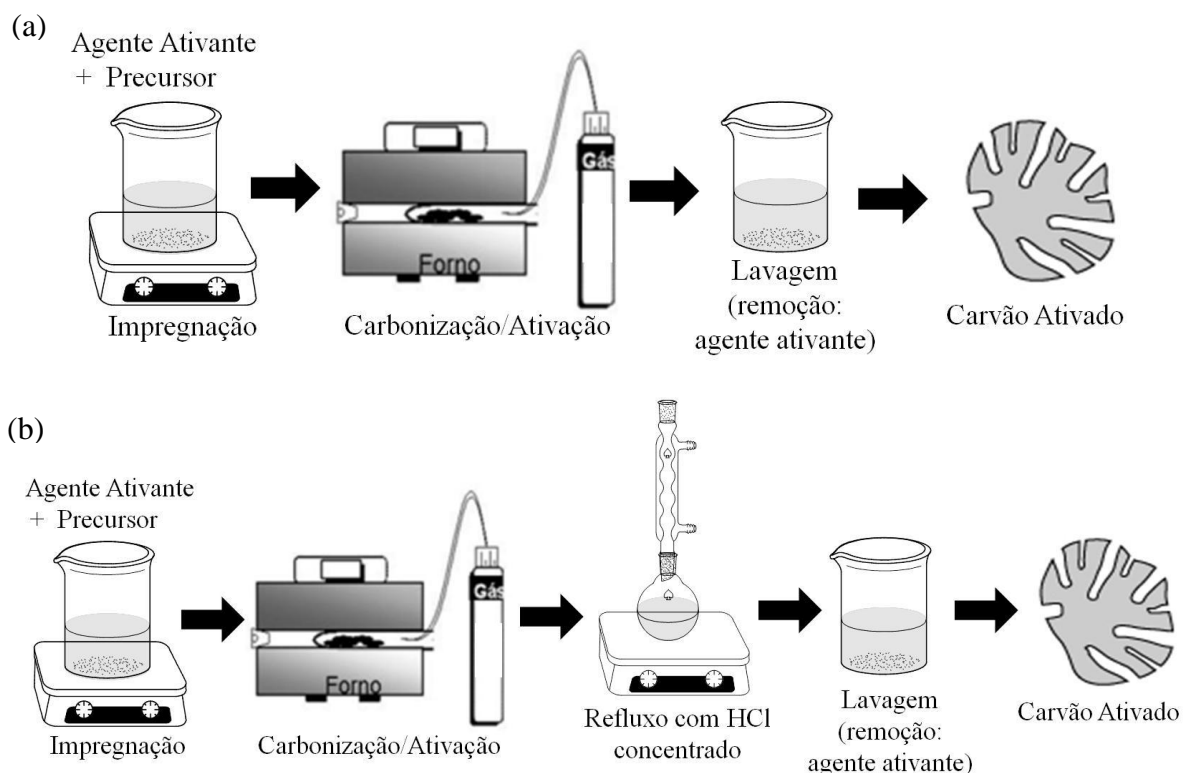 (a)
Agente Ativante
+ Precursor
Gás
Forno
Impregnação
Carbonização/Ativação
Lavagem
(remoção:
agente ativante)
Carvão Ativado
(b)
Agente Ativante
+ Precursor
Gás
Forno
Impregnação
Carbonização/Ativação
Refluxo com HCl
concentrado
Lavagem
(remoção:
agente ativante)
Carvão Ativado